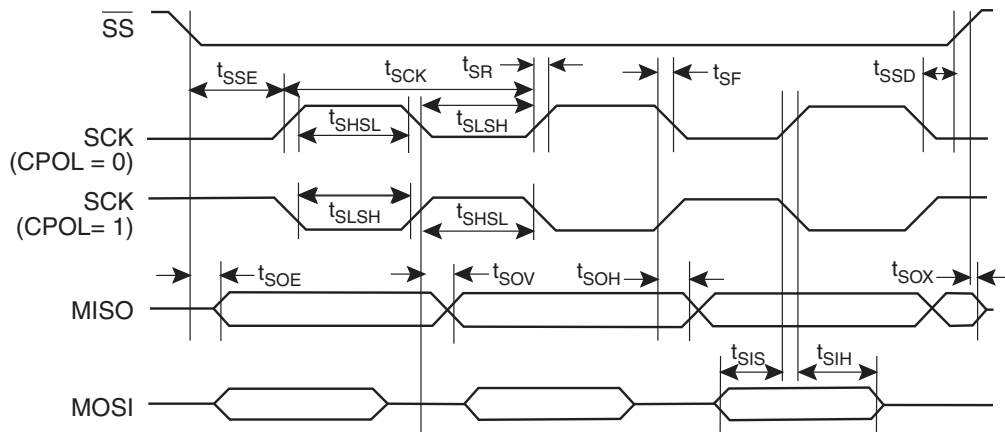 SS
tSSE
tSCK
tSR
tSF
tSSD
SCK
(CPOL = 0)
tSHSL
tSLSH
SCK
(CPOL= 1)
tSLSH
tSHSL
tSOE
tSOV
tSOH
tSOX
MISO
tSIS
tSIH
MOSI